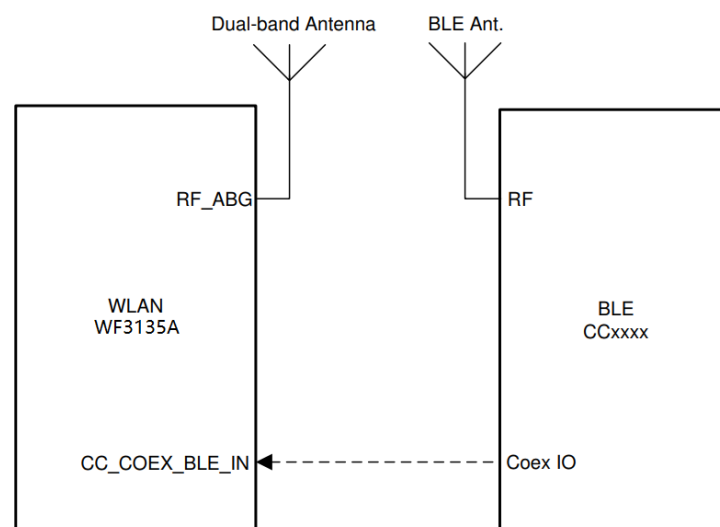 Dual-band Antenna
BLE Ant.
RF_ABG
RF
WLAN
WF3135A
BLE
CCxxxx
CC_COEX_BLE_IN
Coex IO